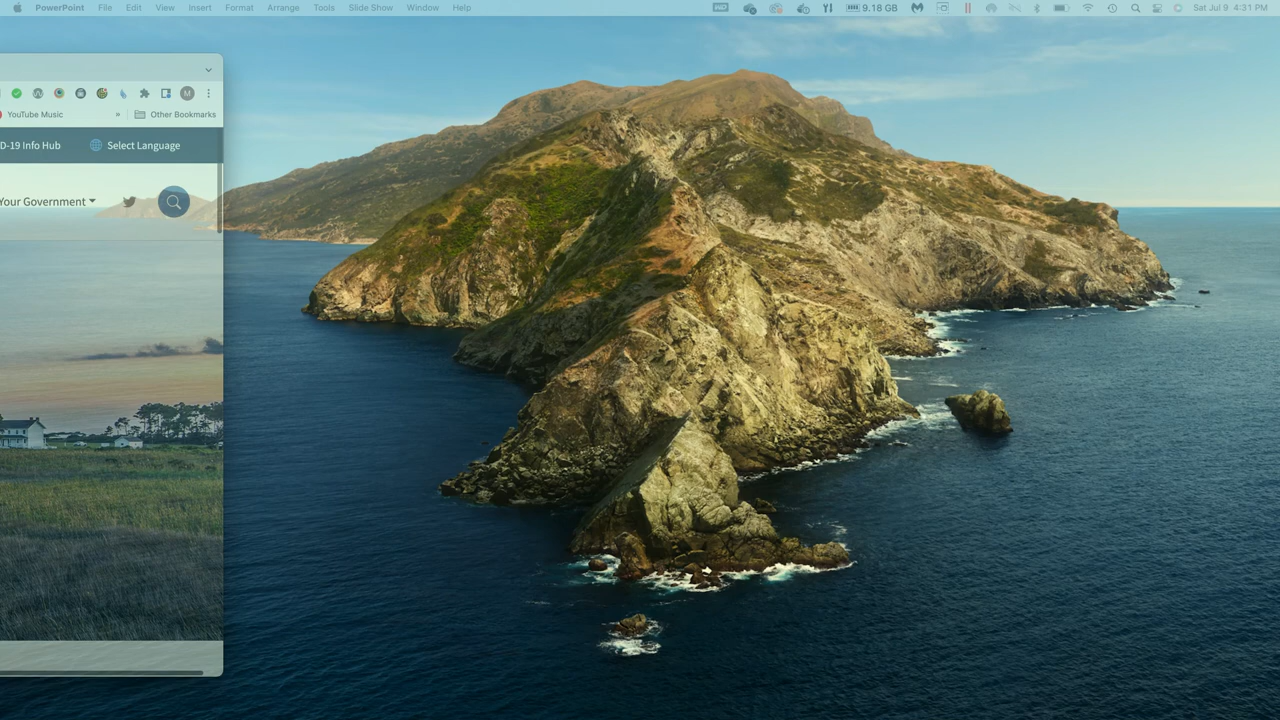 PowerPoint File Edit View Insert Format Arrange Tools Slide Show Window Help 9.18 GB Sat Jul 9 4:31 PM
M
YouTube Music » Other Bookmarks
D-19 Info Hub Select Language
Your Government